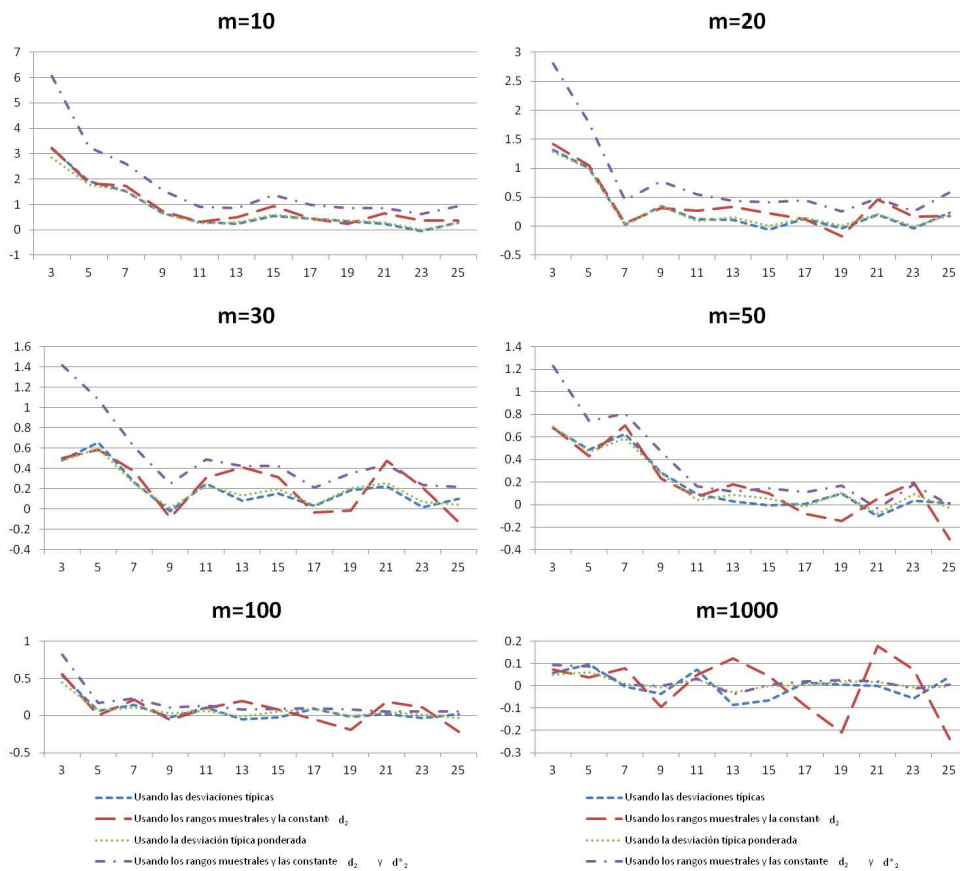 m=10
7
6
5
4
3
2
1
0
-1
3 5 7 9 11 13 15 17 19 21 23 25
m=20
3
2.5
2
1.5
1
0.5
0
-0.5
3 5 7 9 11 13 15 17 19 21 23 25
m=30
1.6
1.4
1.2
1
0.8
0.6
0.4
0.2
0
-0.2
-0.4
3 5 7 9 11 13 15 17 19 21 23 25
m=50
1.4
1.2
1
0.8
0.6
0.4
0.2
0
-0.2
-0.4
3 5 7 9 11 13 15 17 19 21 23 25
m=100
1
0.5
0
-0.5
3 5 7 9 11 13 15 17 19 21 23 25
m=1000
0.2
0.1
0
-0.1
-0.2
-0.3
3 5 7 9 11 13 15 17 19 21 23 25
Usando las desviaciones típicas
Usando los rangos muestrales y la constant d₂
Usando la desviación típica ponderada
Usando los rangos muestrales y las constante d₂ y d*₂
Usando las desviaciones típicas
Usando los rangos muestrales y la constante d₂
Usando la desviación típica ponderada
Usando los rangos muestrales y las constante d₂ y d*₂